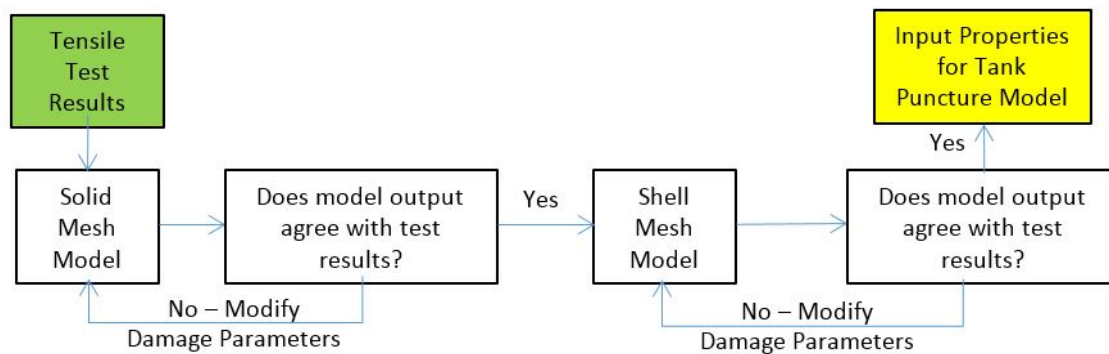 Tensile
Test
Results
Input Properties
for Tank
Puncture Model
Yes
Solid
Mesh
Model
Does model output
agree with test
results?
Yes
Shell
Mesh
Model
Does model output
agree with test
results?
No – Modify
Damage Parameters
No – Modify
Damage Parameters